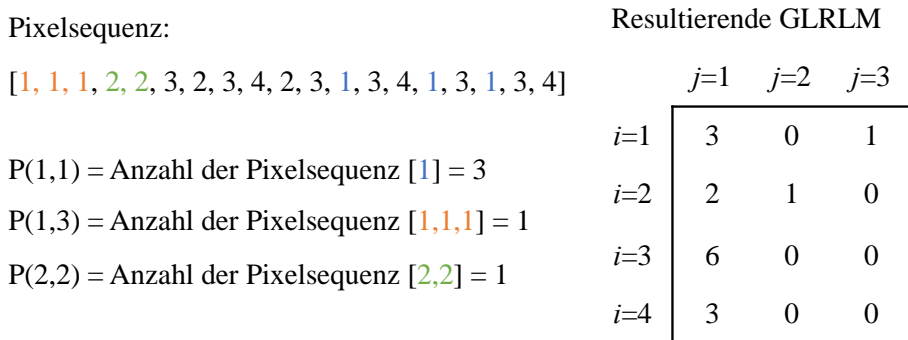 Pixelsequenz:
[1, 1, 1, 2, 2, 3, 2, 3, 4, 2, 3, 1, 3, 4, 1, 3, 1, 3, 4]
P(1,1) = Anzahl der Pixelsequenz [1] = 3
P(1,3) = Anzahl der Pixelsequenz [1,1,1] = 1
P(2,2) = Anzahl der Pixelsequenz [2,2] = 1
Resultierende GLRLM
j=1 j=2 j=3
i=1 3 0 1
i=2 2 1 0
i=3 6 0 0
i=4 3 0 0